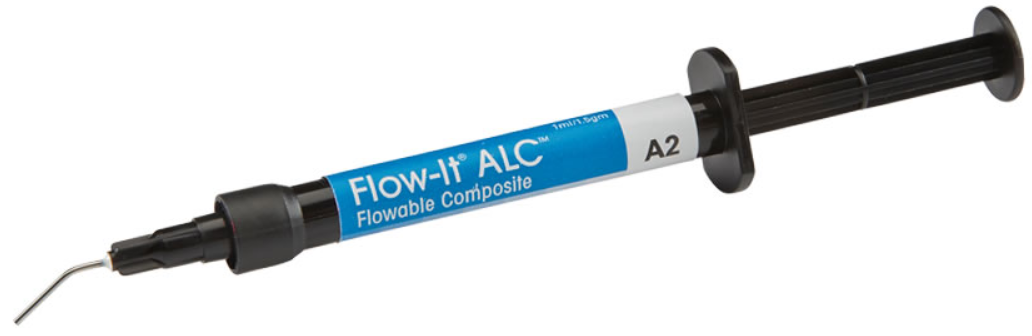 1ml/1.5gm
Flow-It® ALC™
Flowable Composite
A2